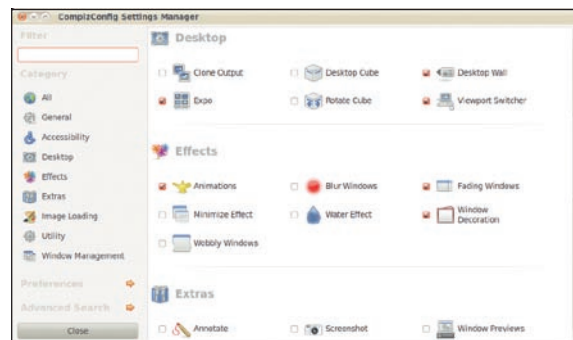 CompizConfig Settings Manager
Filter
Category
All
General
Accessibility
Desktop
Effects
Extras
Image Loading
Utility
Window Management
Preferences
Advanced Search
Close
Desktop
Clone Output
Desktop Cube
Desktop Wall
Expo
Rotate Cube
Viewport Switcher
Effects
Animations
Blur Windows
Fading Windows
Minimize Effect
Water Effect
Window
Decoration
Wobbly Windows
Extras
Annotate
Screenshot
Window Previews